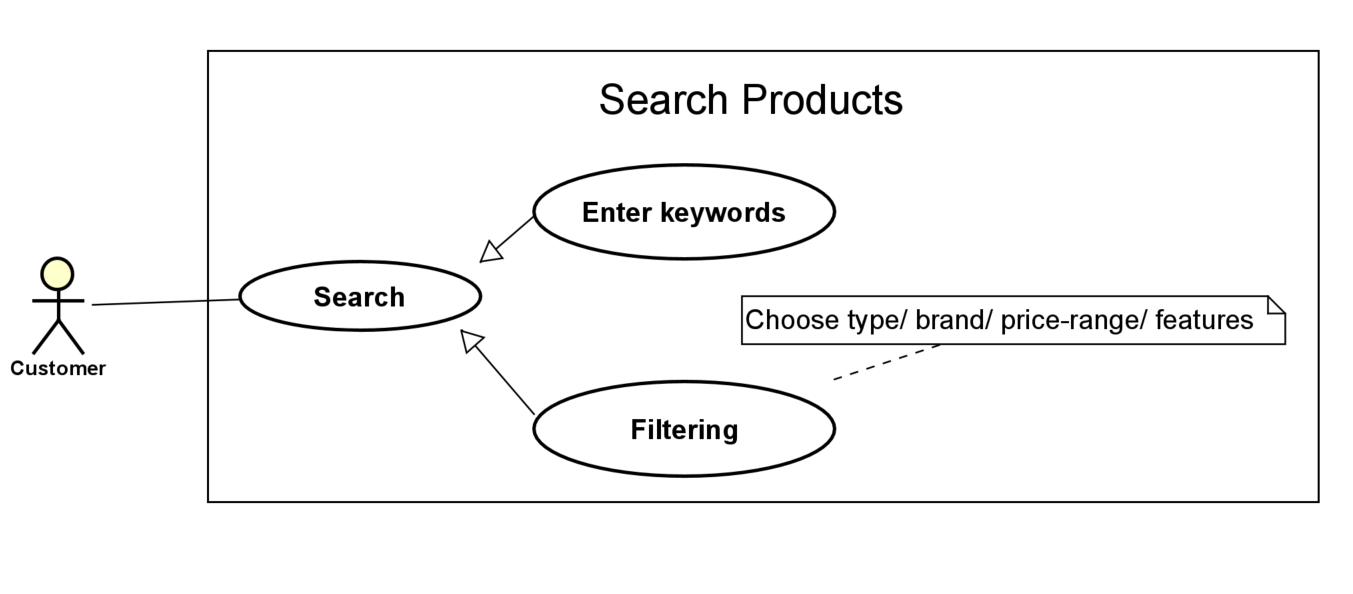 Search Products
Enter keywords
Search
Choose type/ brand/ price-range/ features
Customer
Filtering